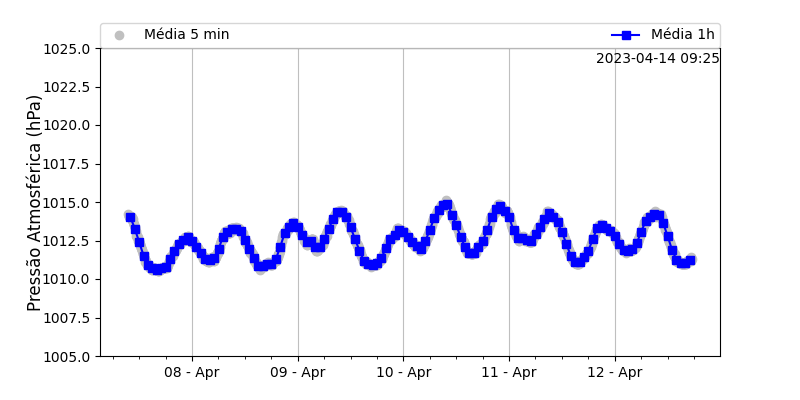 Média 5 min
Média 1h
2023-04-14 09:25
Pressão Atmosférica (hPa)
1025.0
1022.5
1020.0
1017.5
1015.0
1012.5
1010.0
1007.5
1005.0
08 - Apr
09 - Apr
10 - Apr
11 - Apr
12 - Apr